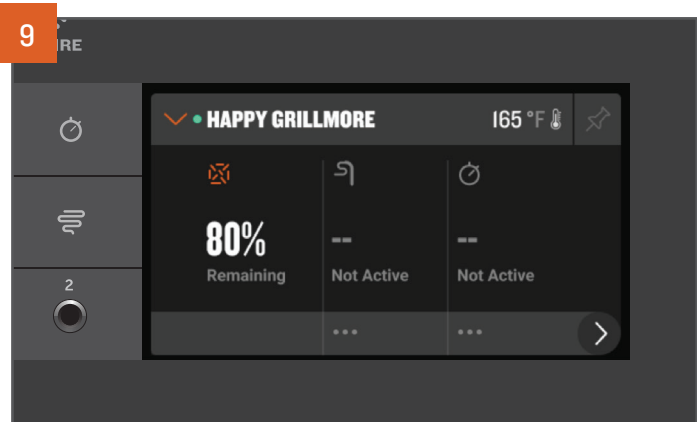 9
RE
HAPPY GRILLMORE 165 °F
80% -- --
Remaining Not Active Not Active
2